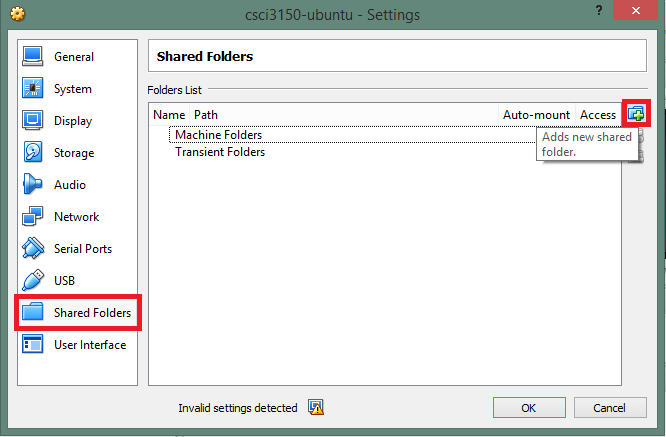 csci3150-ubuntu - Settings
?
×
General
System
Display
Storage
Audio
Network
Serial Ports
USB
Shared Folders
User Interface
Shared Folders
Folders List
Name Path Auto-mount Access
Machine Folders
Transient Folders
Adds new shared
folder.
Invalid settings detected
OK
Cancel